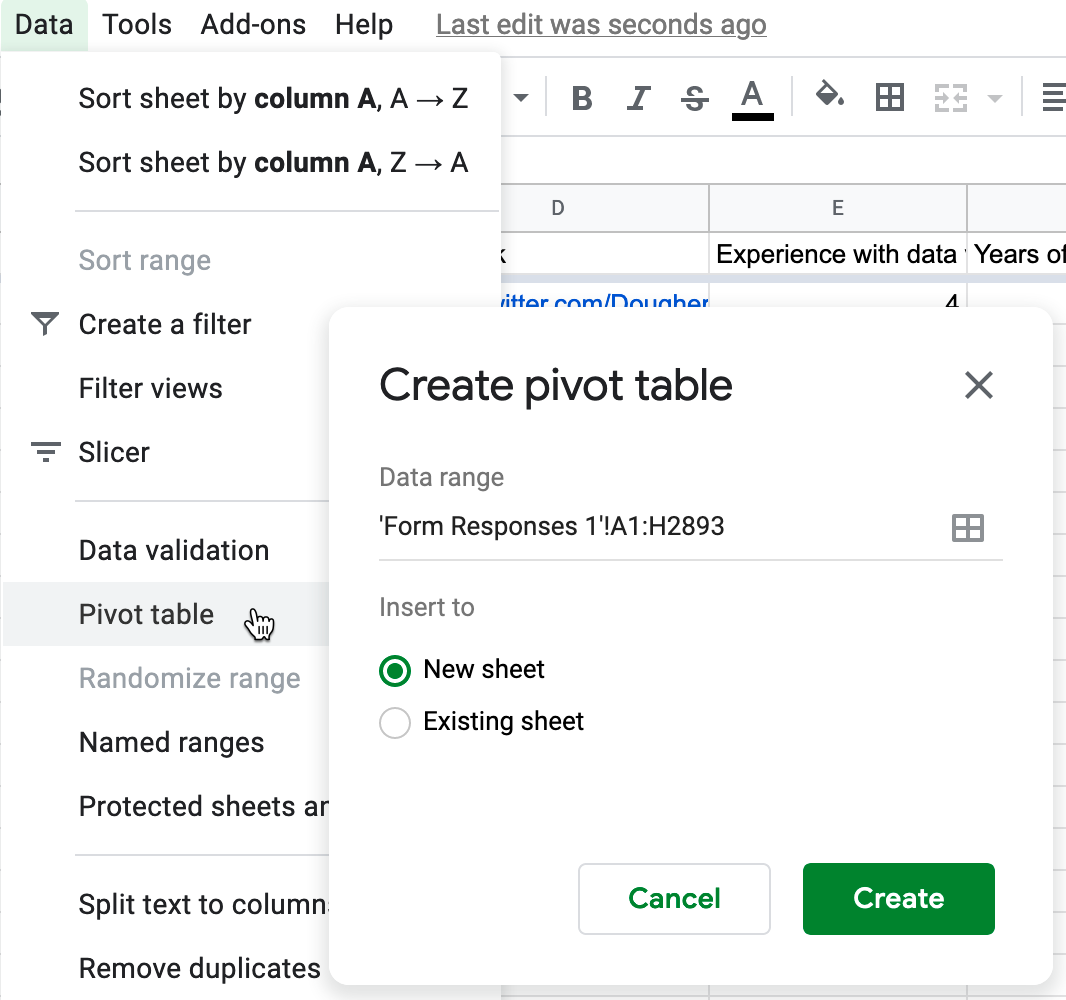 Data Tools Add-ons Help Last edit was seconds ago
Sort sheet by column A, A → Z
B I S A
Sort sheet by column A, Z → A
D E
Experience with data Years of
Sort range
witter.com/Dougher 4
Create a filter
Filter views
Slicer
Data validation
Pivot table
Randomize range
Named ranges
Protected sheets an
Split text to columns
Remove duplicates
Create pivot table
Data range
'Form Responses 1'!A1:H2893
Insert to
New sheet
Existing sheet
Cancel Create